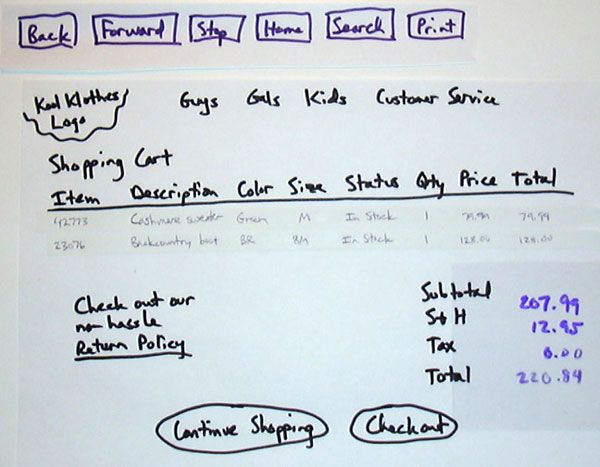 Back Forward Stop Home Search Print
Kool Klothes Guys Gals Kids Customer Service
Logo
Shopping Cart
Item Description Color Size Status Qty Price Total
42773 Cashmere sweater Green M In Stock 1 79.99 79.99
23076 Backcountry boot BR 8M In Stock 1 128.00 128.00
Check out our
no hassle
Return Policy
Subtotal 207.99
S+H 12.95
Tax 0.00
Total 220.84
Continue Shopping Checkout